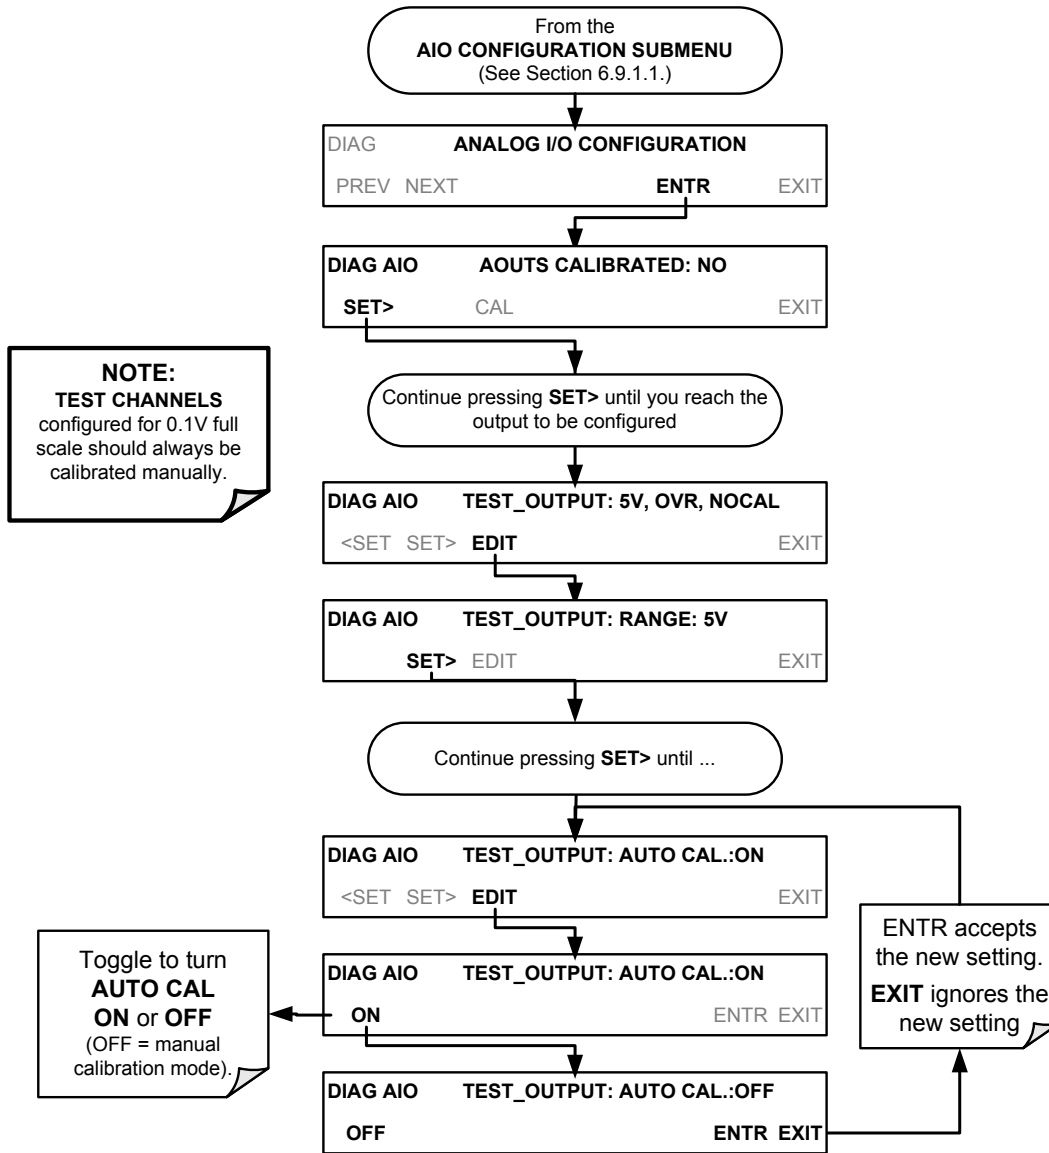 From the
AIO CONFIGURATION SUBMENU
(See Section 6.9.1.1.)
DIAG ANALOG I/O CONFIGURATION
PREV NEXT ENTR EXIT
DIAG AIO AOUTS CALIBRATED: NO
SET> CAL EXIT
NOTE:
TEST CHANNELS
configured for 0.1V full
scale should always be
calibrated manually.
Continue pressing SET> until you reach the
output to be configured
DIAG AIO TEST_OUTPUT: 5V, OVR, NOCAL
<SET SET> EDIT EXIT
DIAG AIO TEST_OUTPUT: RANGE: 5V
SET> EDIT EXIT
Continue pressing SET> until ...
DIAG AIO TEST_OUTPUT: AUTO CAL.:ON
<SET SET> EDIT EXIT
Toggle to turn
AUTO CAL
ON or OFF
(OFF = manual
calibration mode).
DIAG AIO TEST_OUTPUT: AUTO CAL.:ON
ON ENTR EXIT
ENTR accepts
the new setting.
EXIT ignores the
new setting
DIAG AIO TEST_OUTPUT: AUTO CAL.:OFF
OFF ENTR EXIT